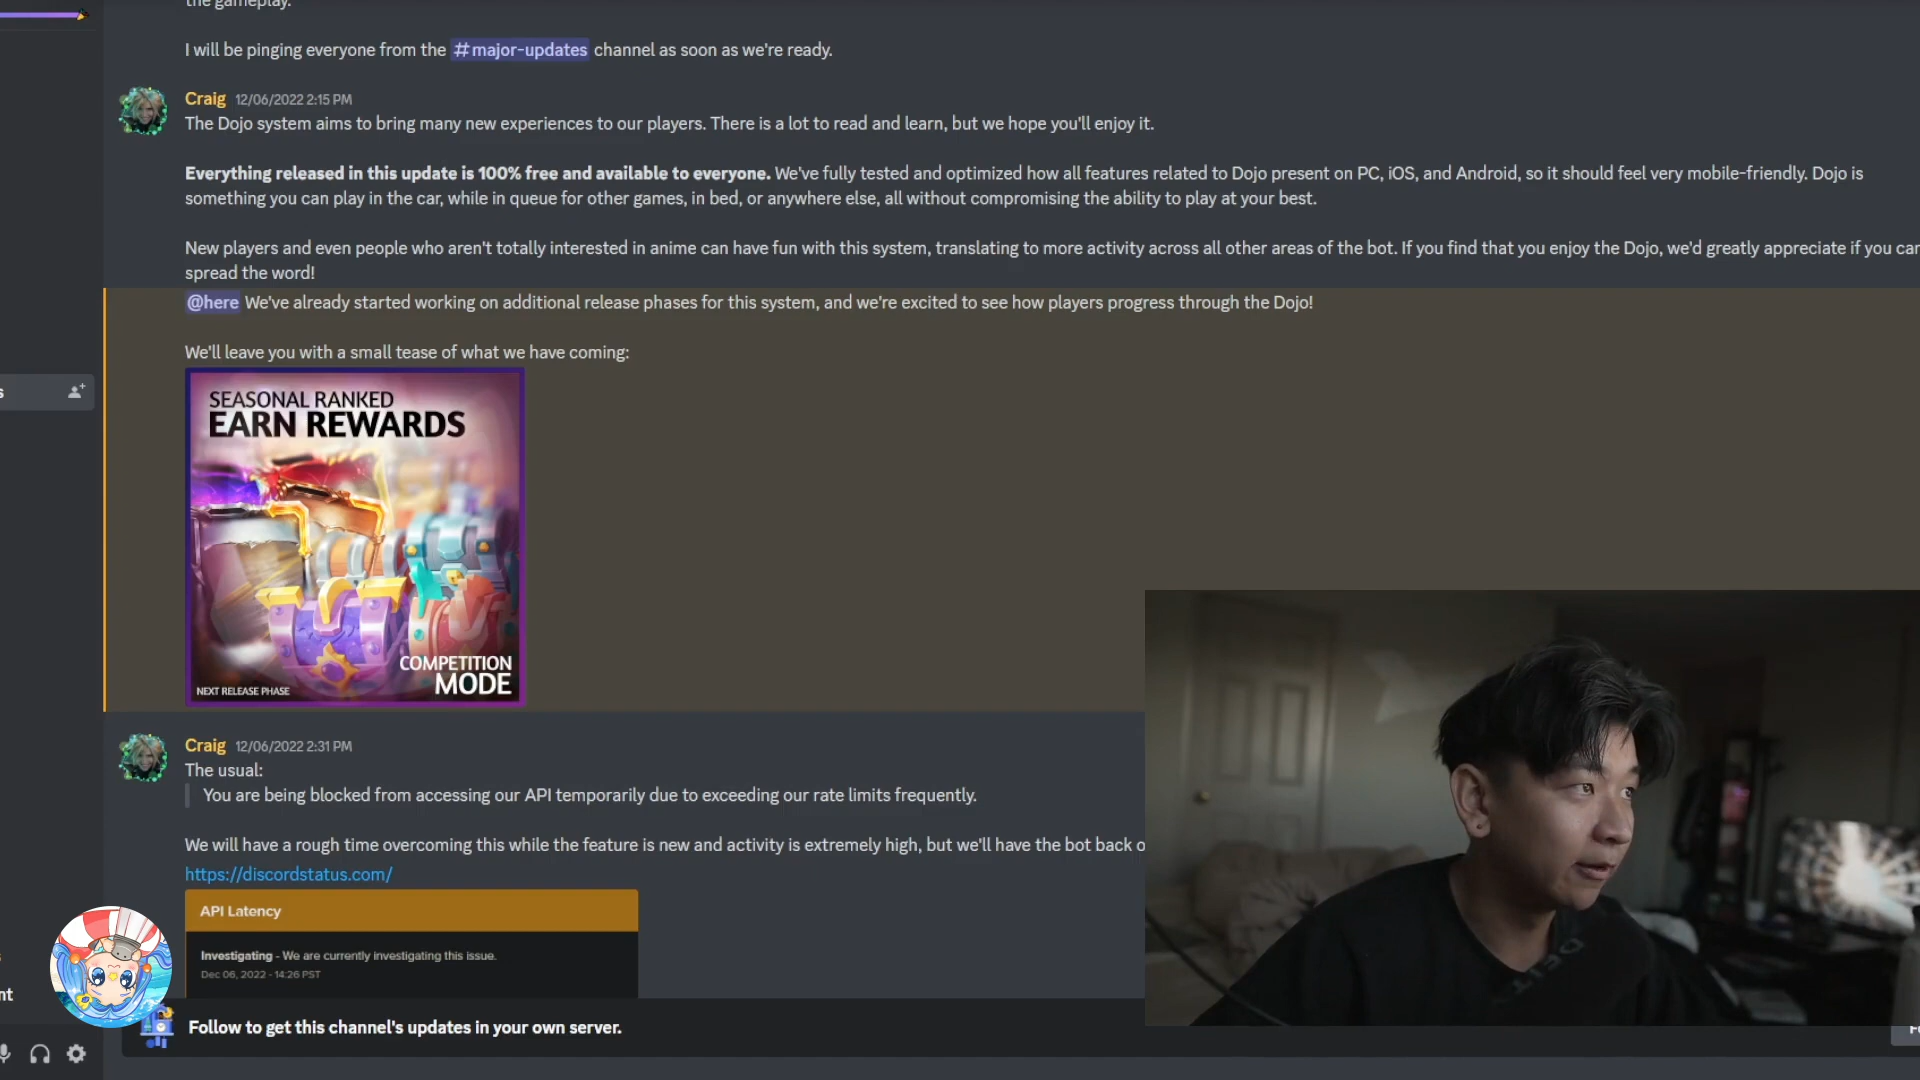 the gameplay.
I will be pinging everyone from the #major-updates channel as soon as we're ready.
Craig 12/06/2022 2:15 PM
The Dojo system aims to bring many new experiences to our players. There is a lot to read and learn, but we hope you'll enjoy it.
Everything released in this update is 100% free and available to everyone. We've fully tested and optimized how all features related to Dojo present on PC, iOS, and Android, so it should feel very mobile-friendly. Dojo is
something you can play in the car, while in queue for other games, in bed, or anywhere else, all without compromising the ability to play at your best.
New players and even people who aren't totally interested in anime can have fun with this system, translating to more activity across all other areas of the bot. If you find that you enjoy the Dojo, we'd greatly appreciate if you can
spread the word!
@here We've already started working on additional release phases for this system, and we're excited to see how players progress through the Dojo!
We'll leave you with a small tease of what we have coming:
SEASONAL RANKED
EARN REWARDS
COMPETITION
MODE
NEXT RELEASE PHASE
Craig 12/06/2022 2:31 PM
The usual:
You are being blocked from accessing our API temporarily due to exceeding our rate limits frequently.
We will have a rough time overcoming this while the feature is new and activity is extremely high, but we'll have the bot back o
https://discordstatus.com/
API Latency
Investigating - We are currently investigating this issue.
Dec 06, 2022 - 14:26 PST
nt
Follow to get this channel's updates in your own server.